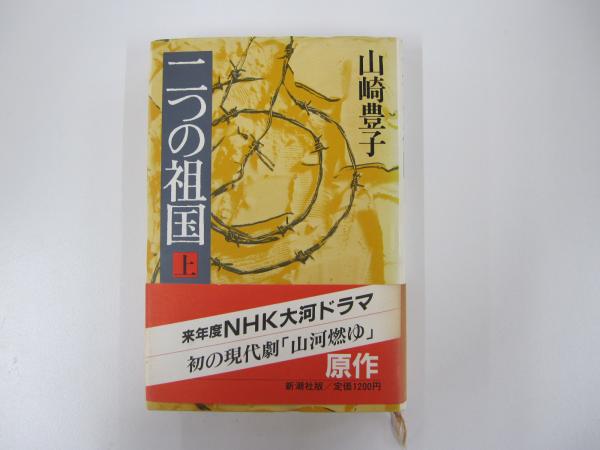 山崎豊子
二つの祖国
上
来年度NHK大河ドラマ
初の現代劇「山河燃ゆ」
原作
新潮社版/定価1200円